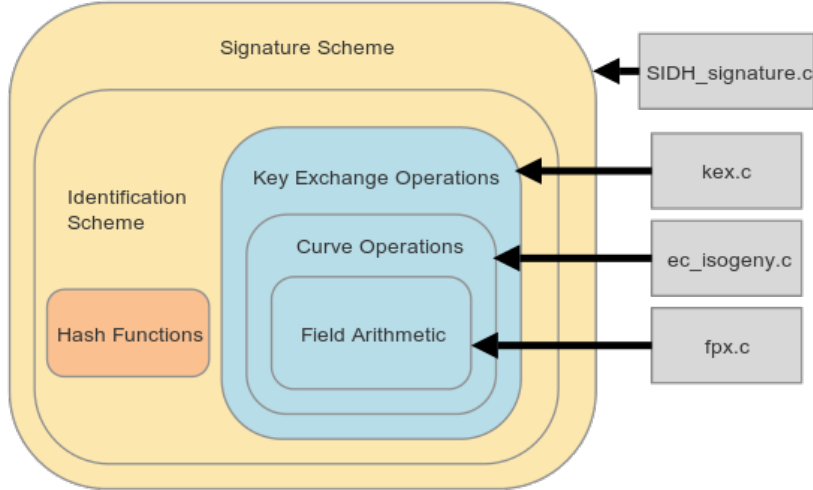 Signature Scheme
SIDH_signature.c
Key Exchange Operations
kex.c
Identification
Scheme
Curve Operations
ec_isogeny.c
Hash Functions
Field Arithmetic
fpx.c